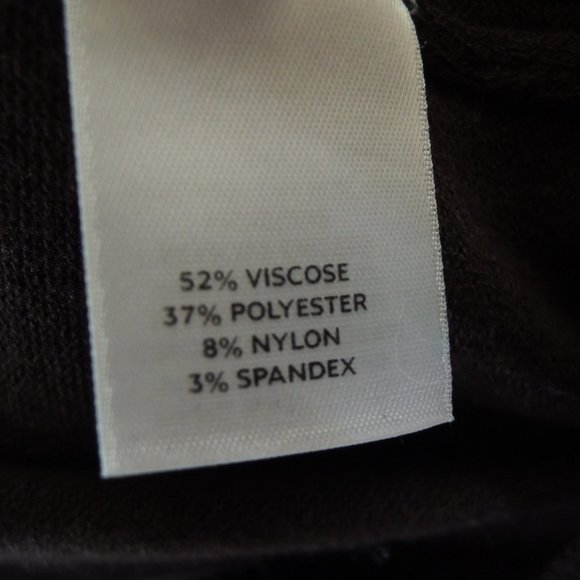 52% VISCOSE
37% POLYESTER
8% NYLON
3% SPANDEX